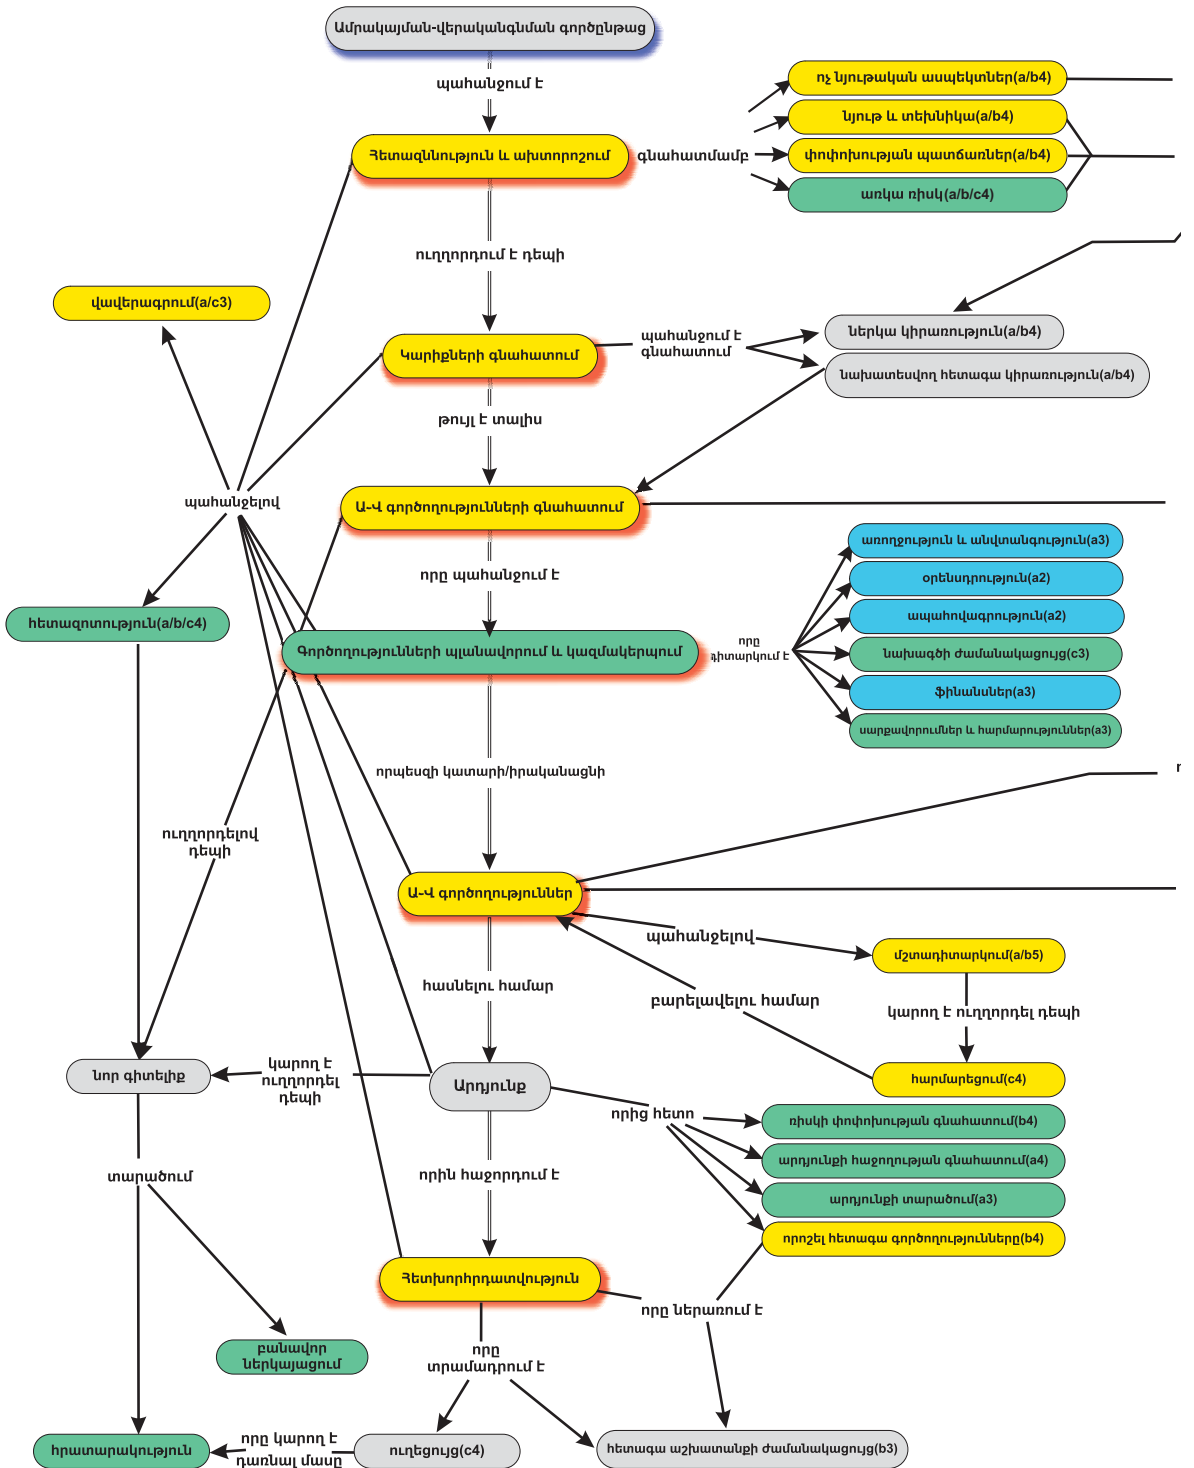 Ամրակայման-վերականգնման գործընթաց
պահանջում է
ոչ նյութական ասպեկտներ(a/b4)
նյութ և տեխնիկա(a/b4)
Հետազննություն և ախտորոշում
գնահատմամբ
փոփոխության պատճառներ(a/b4)
առկա ռիսկ(a/b/c4)
ուղղորդում է դեպի
վավերագրում(a/c3)
ներկա կիրառություն(a/b4)
Կարիքների գնահատում
պահանջում է
գնահատում
նախատեսվող հետագա կիրառություն(a/b4)
թույլ է տալիս
պահանջելով
Ա-Վ գործողությունների գնահատում
առողջություն և անվտանգություն(a3)
որը պահանջում է
օրենսդրություն(a2)
ապահովագրություն(a2)
հետազոտություն(a/b/c4)
Գործողությունների պլանավորում և կազմակերպում
որը
դիտարկում է
նախագծի ժամանակացույց(c3)
ֆինանսներ(a3)
սարքավորումներ և հարմարություններ(a3)
որպեսզի կատարի/իրականացնի
ուղղորդելով
դեպի
Ա-Վ գործողություններ
պահանջելով
մշտադիտարկում(a/b5)
հասնելու համար
բարելավելու համար
կարող է ուղղորդել դեպի
նոր գիտելիք
կարող է
ուղղորդել
դեպի
Արդյունք
հարմարեցում(c4)
որից հետո
ռիսկի փոփոխության գնահատում(b4)
արդյունքի հաջողության գնահատում(a4)
տարածում
որին հաջորդում է
արդյունքի տարածում(a3)
որոշել հետագա գործողությունները(b4)
Հետխորհրդատվություն
որը ներառում է
բանավոր
ներկայացում
որը
տրամադրում է
հրատարակություն
որը կարող է
դառնալ մասը
ուղեցույց(c4)
հետագա աշխատանքի ժամանակացույց(b3)